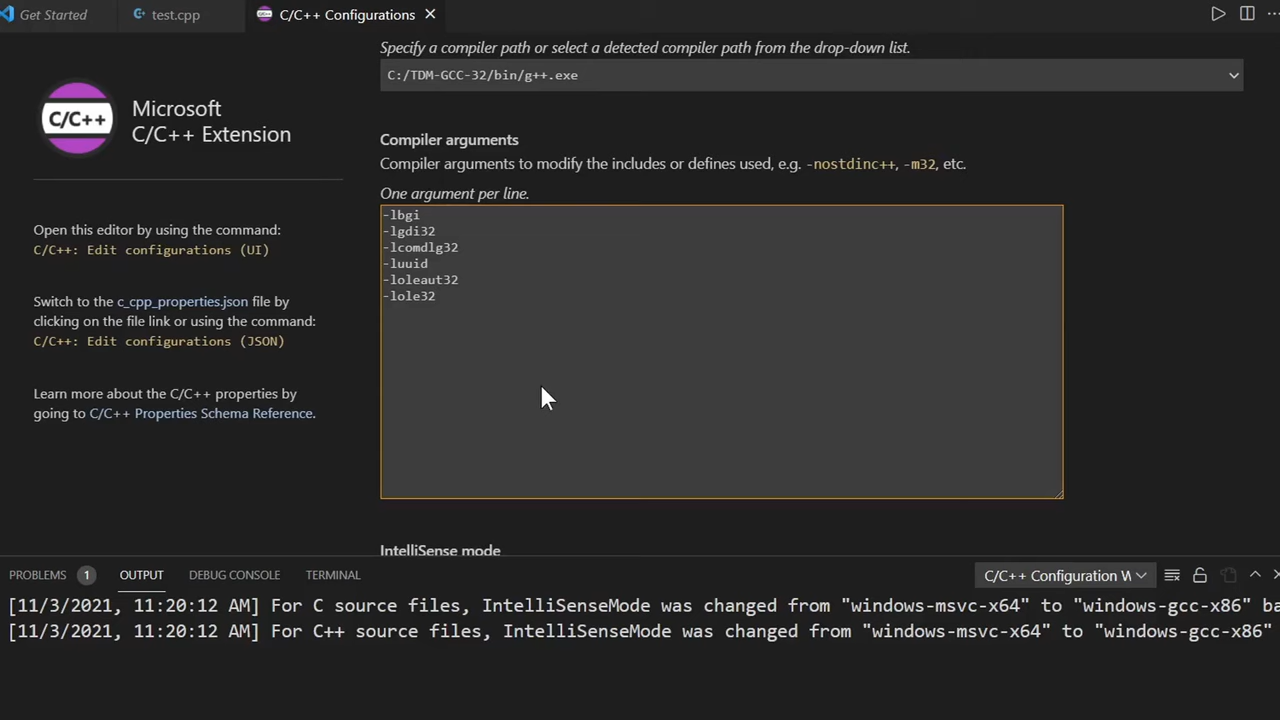 Get Started
test.cpp
C/C++ Configurations
Specify a compiler path or select a detected compiler path from the drop-down list.
C:/TDM-GCC-32/bin/g++.exe
C/C++
Microsoft
C/C++ Extension
Open this editor by using the command:
C/C++: Edit configurations (UI)
Switch to the c_cpp_properties.json file by
clicking on the file link or using the command:
C/C++: Edit configurations (JSON)
Learn more about the C/C++ properties by
going to C/C++ Properties Schema Reference.
Compiler arguments
Compiler arguments to modify the includes or defines used, e.g. -nostdinc++, -m32, etc.
One argument per line.
-lbgi
-lgdi32
-lcomdlg32
-luuid
-loleaut32
-lole32
IntelliSense mode
PROBLEMS 1 OUTPUT DEBUG CONSOLE TERMINAL
C/C++ Configuration W
[11/3/2021, 11:20:12 AM] For C source files, IntelliSenseMode was changed from "windows-msvc-x64" to "windows-gcc-x86" ba
[11/3/2021, 11:20:12 AM] For C++ source files, IntelliSenseMode was changed from "windows-msvc-x64" to "windows-gcc-x86"